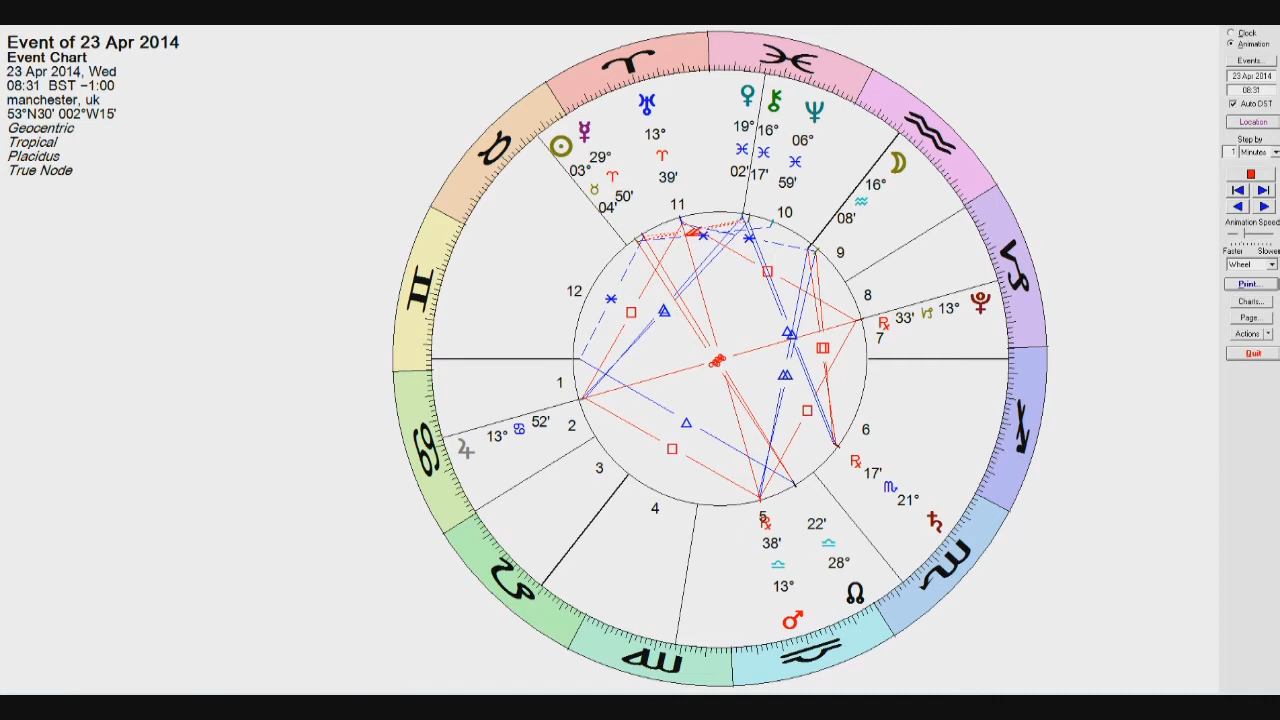 Event of 23 Apr 2014
Event Chart
23 Apr 2014, Wed
08:31 BST -1:00
manchester, uk
53°N30' 002°W15'
Geocentric
Tropical
Placidus
True Node
♈ ♓ ♒ ♑ ♐ ♏ ♎ ♍ ♌ ♋ ♊ ♉
☉ 03° ♉ 04'
☿ 29° ♈ 50'
♅ 13° ♈ 39'
♀ 19° ♓ 02'
⚷ 16° ♓ 17'
♆ 06° ♓ 59'
☽ 16° ♒ 08'
♇ 13° ♑ 33' ℞
♄ 21° ♏ 17' ℞
☊ 28° ♎ 22'
♂ 13° ♎ 38' ℞
♃ 13° ♋ 52'
1
2
3
4
5
6
7
8
9
10
11
12
Clock
Animation
Events...
23 Apr 2014
08:31
Auto DST
Location
Step by
1 Minutes
Animation Speed
Faster Slower
Wheel
Print...
Charts...
Page...
Actions
Quit